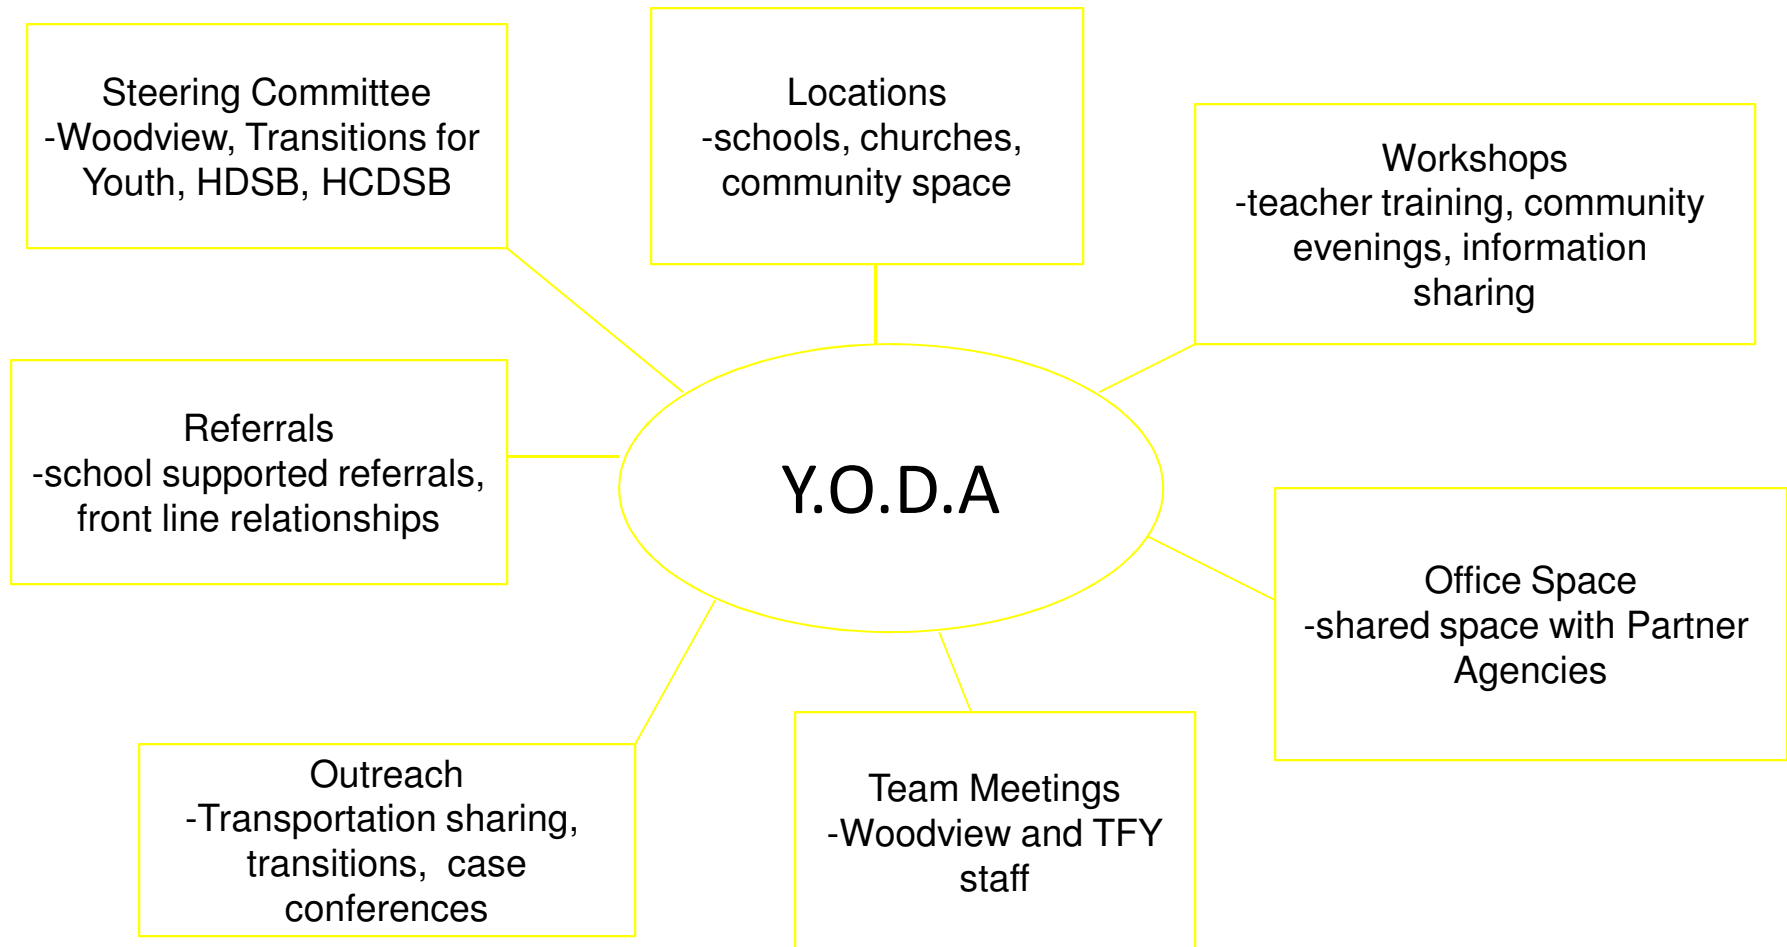 Steering Committee
-Woodview, Transitions for
Youth, HDSB, HCDSB
Locations
-schools, churches,
community space
Workshops
-teacher training, community
evenings, information
sharing
Referrals
-school supported referrals,
front line relationships
Y.O.D.A
Office Space
-shared space with Partner
Agencies
Outreach
-Transportation sharing,
transitions,  case
conferences
Team Meetings
-Woodview and TFY
staff